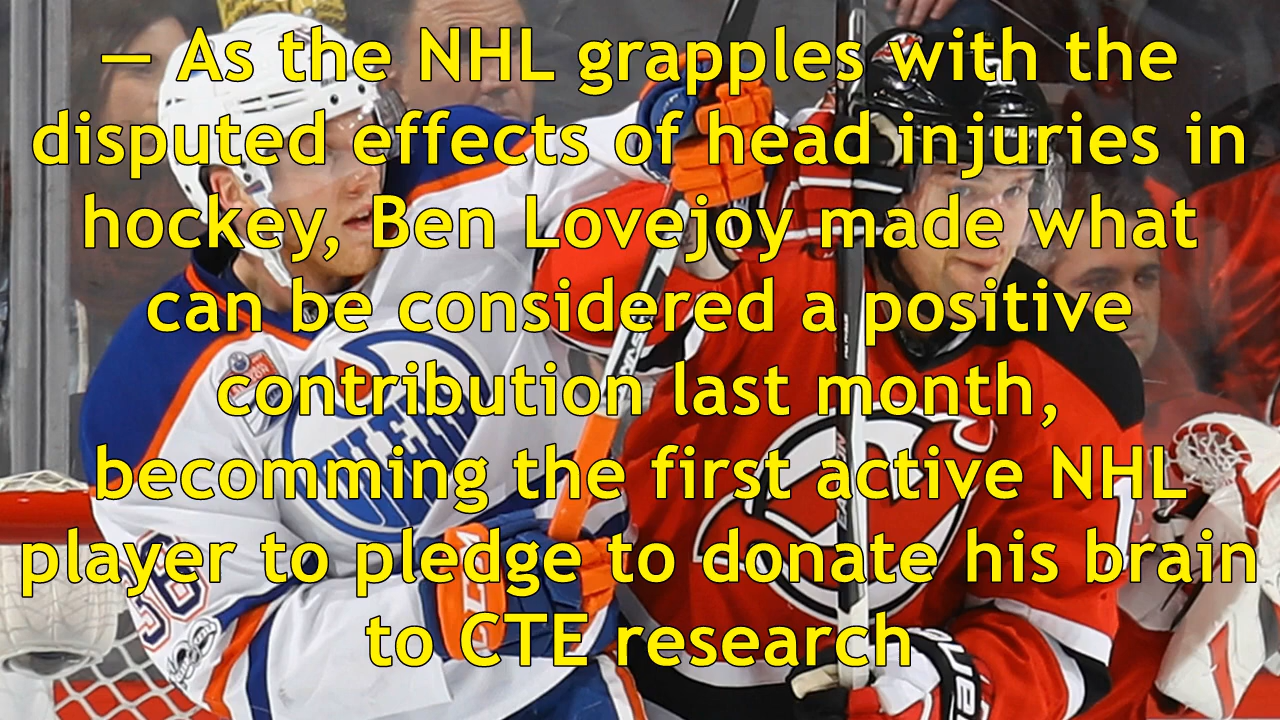 — As the NHL grapples with the
disputed effects of head injuries in
hockey, Ben Lovejoy made what
can be considered a positive
contribution last month,
becomming the first active NHL
player to pledge to donate his brain
to CTE research
OILERS